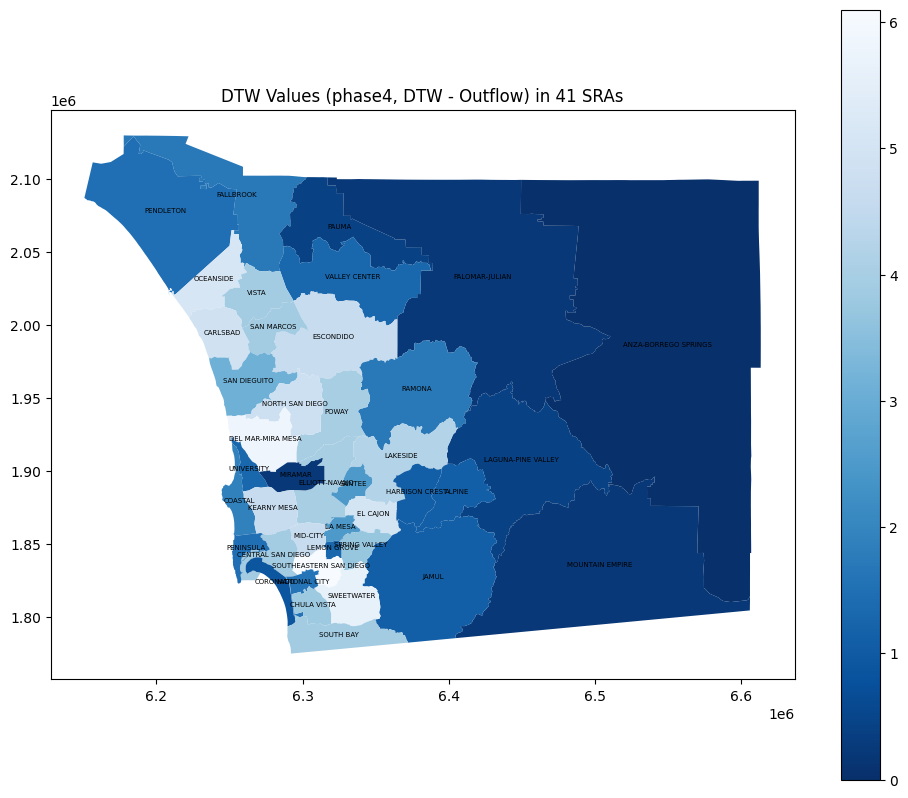 DTW Values (phase4, DTW - Outflow) in 41 SRAs
1e6
2.10
2.05
2.00
1.95
1.90
1.85
1.80
6.2
6.3
6.4
6.5
6.6
1e6
6
5
4
3
2
1
0
FALLBROOK
PENDLETON
PAUMA
OCEANSIDE
VALLEY CENTER
PALOMAR-JULIAN
VISTA
SAN MARCOS
CARLSBAD
ESCONDIDO
ANZA-BORREGO SPRINGS
SAN DIEGUITO
RAMONA
NORTH SAN DIEGO
POWAY
DEL MAR-MIRA MESA
LAKESIDE
LAGUNA-PINE VALLEY
UNIVERSITY
MIRAMAR
ELLIOTT-NAVAJO
SANTEE
HARBISON CREST
ALPINE
COASTAL
KEARNY MESA
EL CAJON
LA MESA
MID-CITY
SPRING VALLEY
PENINSULA
LEMON GROVE
CENTRAL SAN DIEGO
SOUTHEASTERN SAN DIEGO
MOUNTAIN EMPIRE
JAMUL
CORONADO
NATIONAL CITY
SWEETWATER
CHULA VISTA
SOUTH BAY